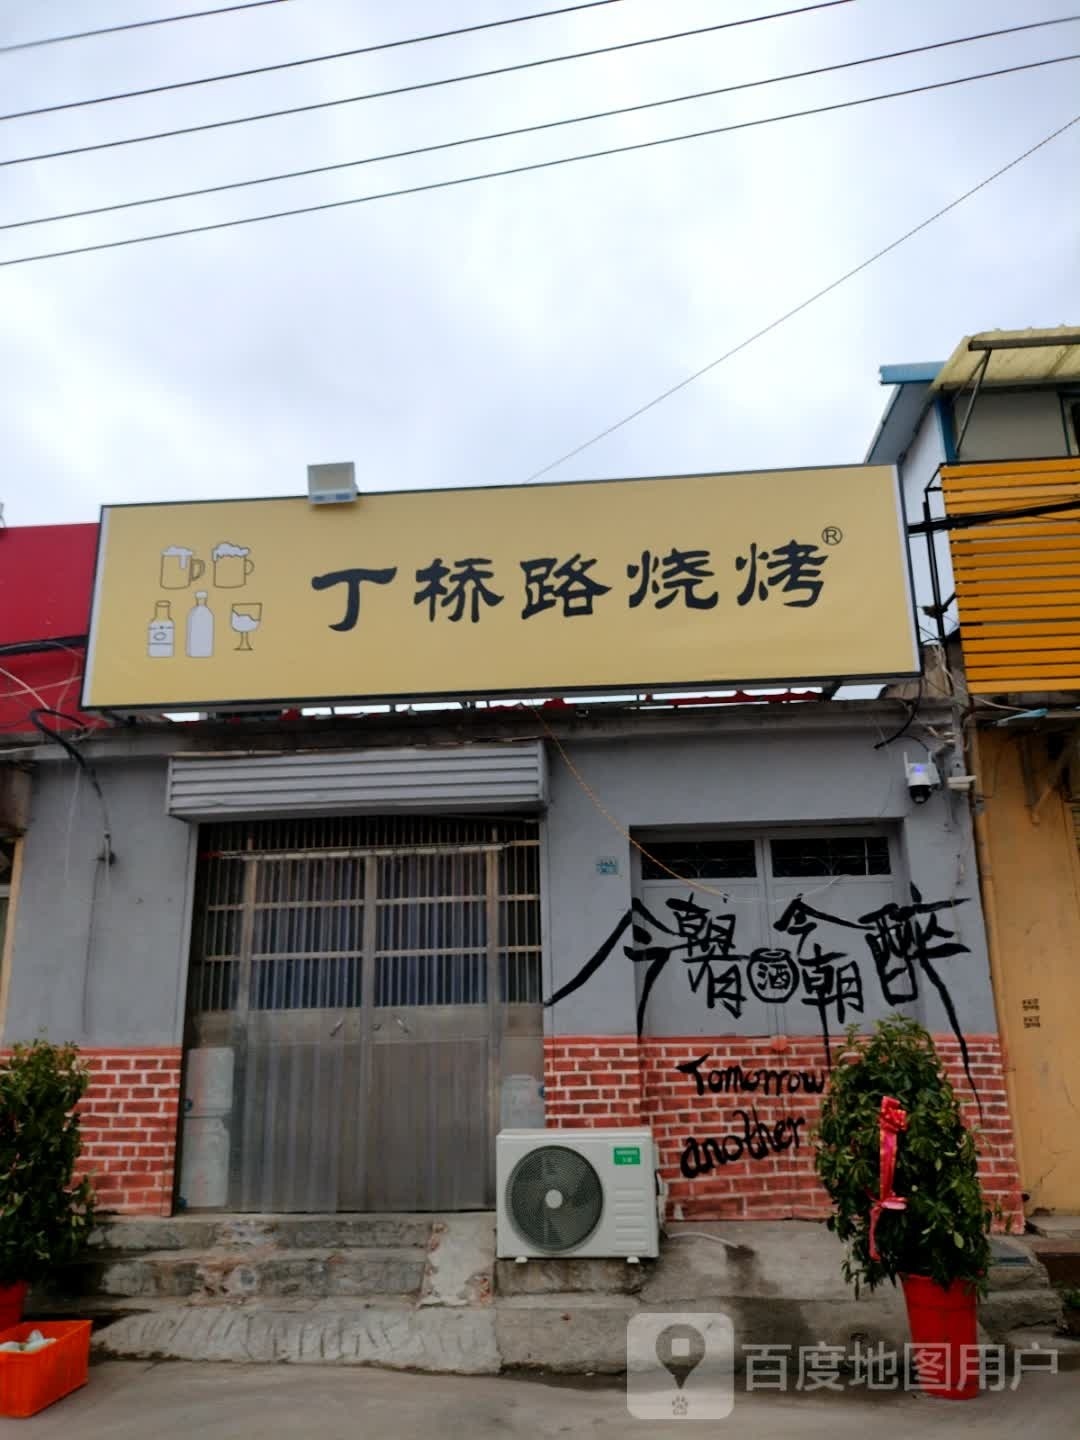 丁桥路烧烤®
今朝有酒今朝醉
Tomorrow
another
百度地图用户